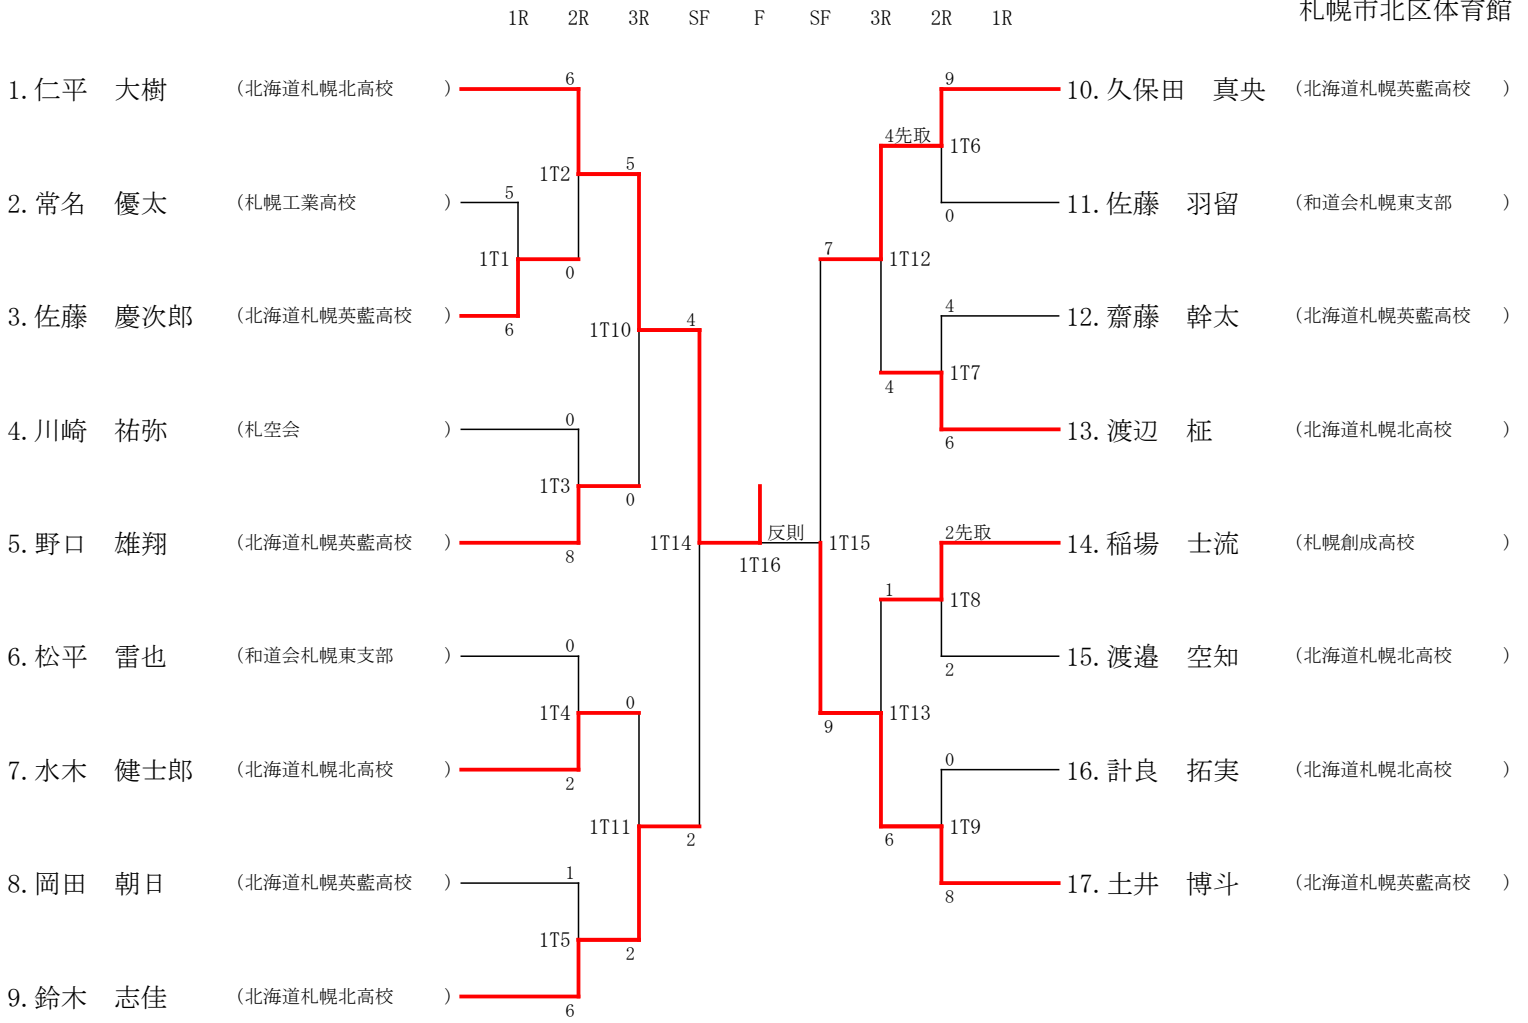 札幌市北区体育館
1R 2R 3R SF F SF 3R 2R 1R
6 9
1.仁平 大樹 (北海道札幌北高校 ) 10.久保田 真央 (北海道札幌英藍高校 )
4先取 1T6
5
1T2
5
2.常名 優太 (札幌工業高校 ) 11.佐藤 羽留 (和道会札幌東支部 )
0
7
1T1 1T12
0
4
3.佐藤 慶次郎 (北海道札幌英藍高校 ) 12.齋藤 幹太 (北海道札幌英藍高校 )
6 1T10 4
1T7
4
0
4.川崎 祐弥 (札空会 ) 13.渡辺 柾 (北海道札幌北高校 )
6
1T3
0
反則 2先取
5.野口 雄翔 (北海道札幌英藍高校 ) 1T14 1T15 14.稲場 士流 (札幌創成高校 )
8 1T16
1
1T8
0
6.松平 雷也 (和道会札幌東支部 ) 15.渡邉 空知 (北海道札幌北高校 )
2
0
1T4 1T13
9
0
7.水木 健士郎 (北海道札幌北高校 ) 16.計良 拓実 (北海道札幌北高校 )
2
1T11 1T9
2 6
1
8.岡田 朝日 (北海道札幌英藍高校 ) 17.土井 博斗 (北海道札幌英藍高校 )
8
1T5
2
9.鈴木 志佳 (北海道札幌北高校 )
6